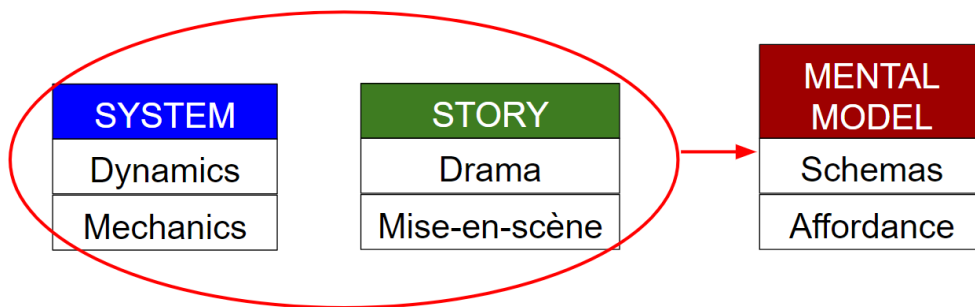 SYSTEM
Dynamics
Mechanics
STORY
Drama
Mise-en-scène
MENTAL
MODEL
Schemas
Affordance